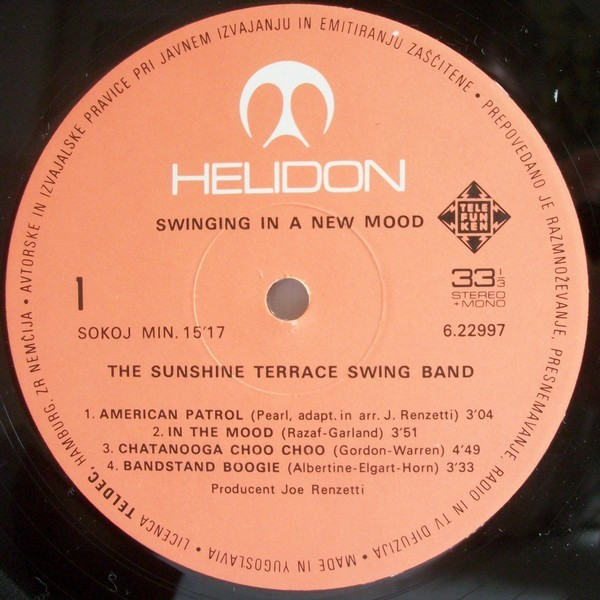 HELIDON
SWINGING IN A NEW MOOD
TELE
FUN
KEN
1
33 1/3
STEREO
+MONO
SOKOJ MIN. 15'17
6.22997
THE SUNSHINE TERRACE SWING BAND
1. AMERICAN PATROL (Pearl, adapt. in arr. J. Renzetti) 3'04
2. IN THE MOOD (Razaf-Garland) 3'51
3. CHATANOOGA CHOO CHOO (Gordon-Warren) 4'49
4. BANDSTAND BOOGIE (Albertine-Elgart-Horn) 3'33
Producent Joe Renzetti
• AVTORSKE IN IZVAJALSKE PRAVICE PRI JAVNEM IZVAJANJU IN EMITIRANJU ZAŠČITENE • PREPOVEDANO JE RAZMNOŽEVANJE, PRESNEMAVANJE, RADIO IN TV DIFUZIJA • MADE IN YUGOSLAVIA • LICENCA TELDEC, HAMBURG, ZR NEMČIJA